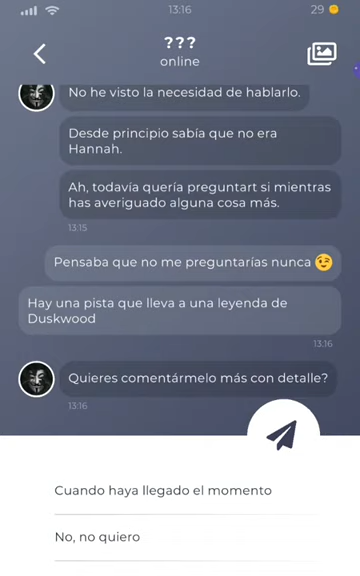 13:16
29
???
online
No he visto la necesidad de hablarlo.
Desde principio sabía que no era
Hannah.
Ah, todavía quería preguntart si mientras
has averiguado alguna cosa más.
13:15
Pensaba que no me preguntarías nunca 😉
Hay una pista que lleva a una leyenda de
Duskwood
13:16
Quieres comentármelo más con detalle?
13:16
Cuando haya llegado el momento
No, no quiero